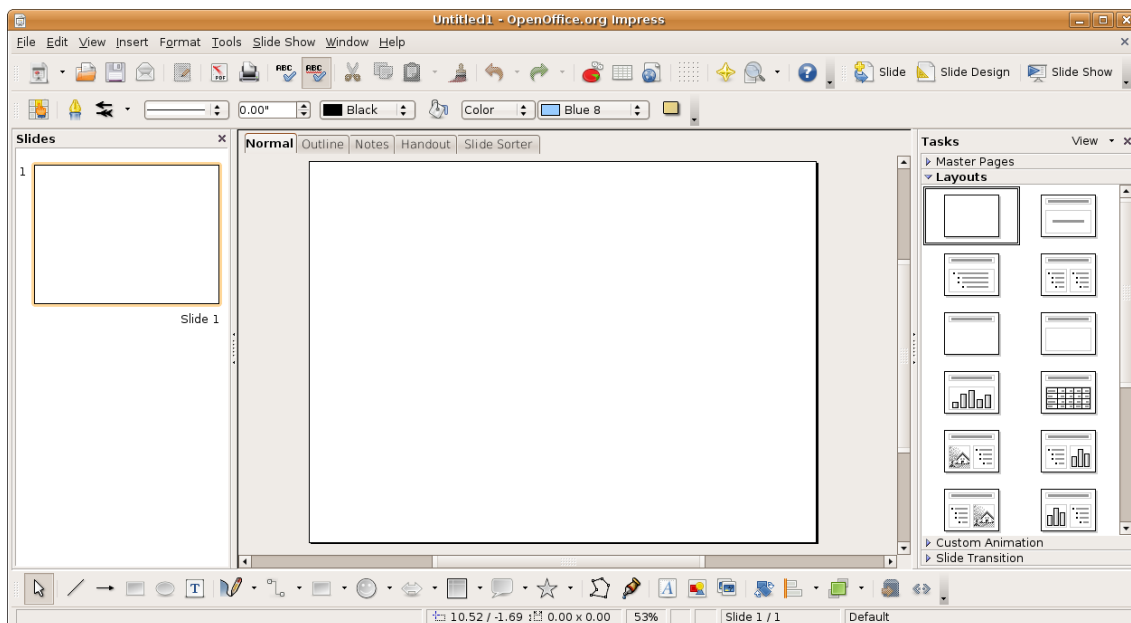 Untitled1 - OpenOffice.org Impress
File Edit View Insert Format Tools Slide Show Window Help
PDF ABC ABC Slide Slide Design Slide Show
0.00" Black Color Blue 8
Slides
Normal Outline Notes Handout Slide Sorter
Tasks View
Master Pages
Layouts
1
Slide 1
Custom Animation
Slide Transition
T A
10.52 / -1.69 0.00 x 0.00 53% Slide 1 / 1 Default